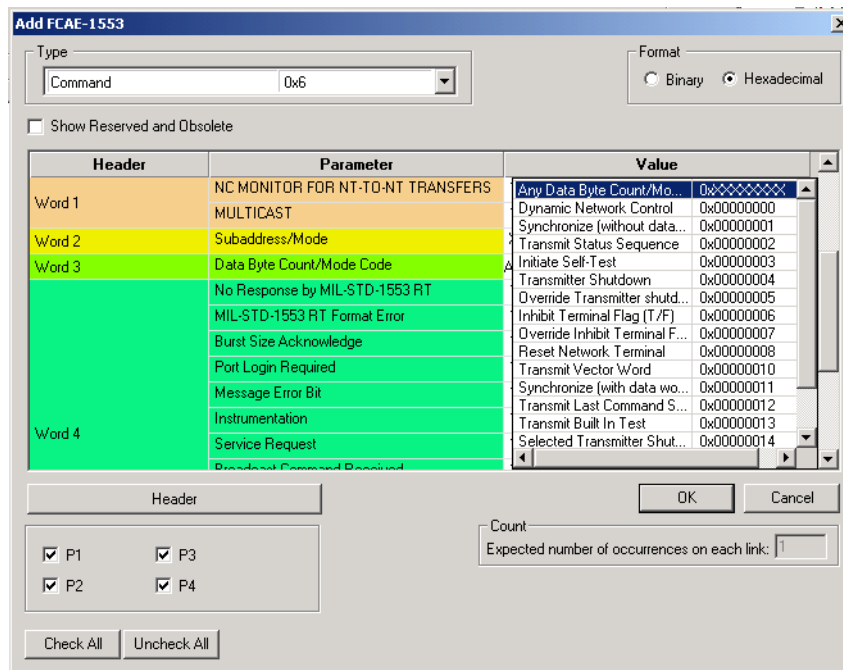 Add FCAE-1553
Type
Command 0x6
Format
Binary Hexadecimal
Show Reserved and Obsolete
Header Parameter Value
Word 1
NC MONITOR FOR NT-TO-NT TRANSFERS
MULTICAST
Word 2 Subaddress/Mode
Word 3 Data Byte Count/Mode Code
Word 4
No Response by MIL-STD-1553 RT
MIL-STD-1553 RT Format Error
Burst Size Acknowledge
Port Login Required
Message Error Bit
Instrumentation
Service Request
Broadcast Command Received
Any Data Byte Count/Mo... 0xXXXXXXXX
Dynamic Network Control 0x00000000
Synchronize (without data... 0x00000001
Transmit Status Sequence 0x00000002
Initiate Self-Test 0x00000003
Transmitter Shutdown 0x00000004
Override Transmitter shutd... 0x00000005
Inhibit Terminal Flag (T/F) 0x00000006
Override Inhibit Terminal F... 0x00000007
Reset Network Terminal 0x00000008
Transmit Vector Word 0x00000010
Synchronize (with data wo... 0x00000011
Transmit Last Command S... 0x00000012
Transmit Built In Test 0x00000013
Selected Transmitter Shut... 0x00000014
Header
OK Cancel
Count
Expected number of occurrences on each link: 1
P1 P3
P2 P4
Check All Uncheck All